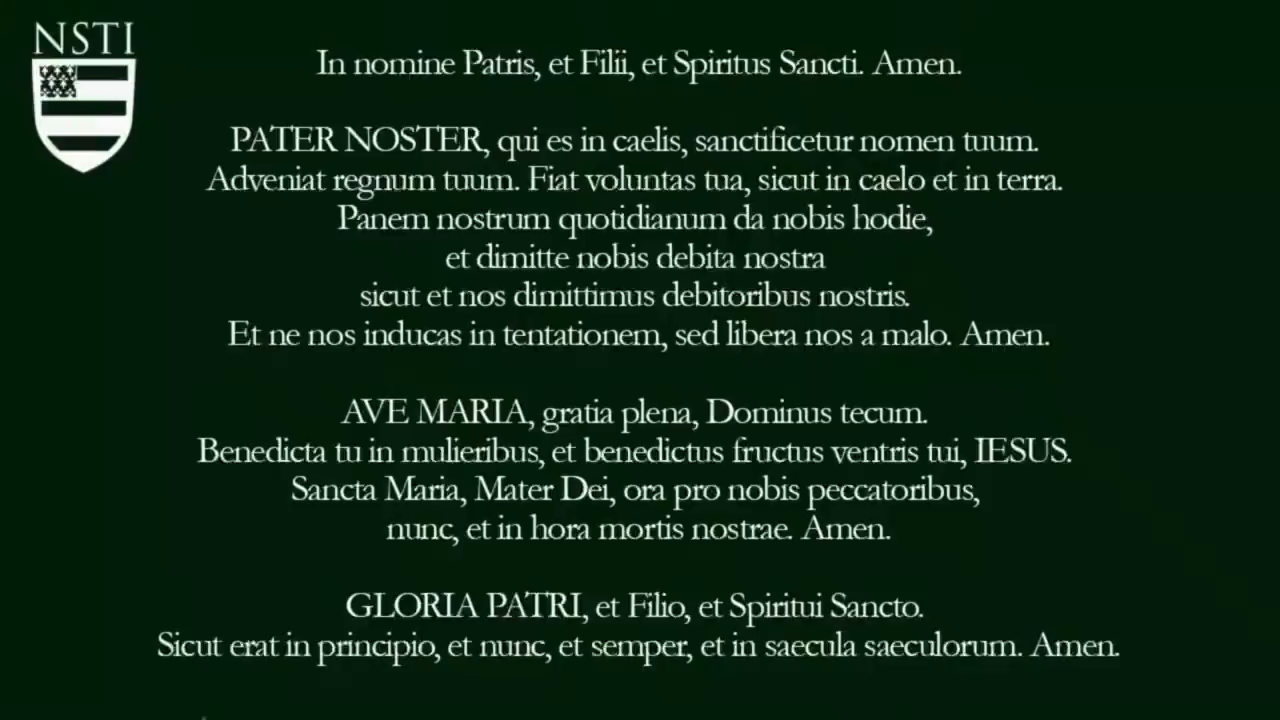 NSTI
In nomine Patris, et Filii, et Spiritus Sancti. Amen.
PATER NOSTER, qui es in caelis, sanctificetur nomen tuum.
Adveniat regnum tuum. Fiat voluntas tua, sicut in caelo et in terra.
Panem nostrum quotidianum da nobis hodie,
et dimitte nobis debita nostra
sicut et nos dimittimus debitoribus nostris.
Et ne nos inducas in tentationem, sed libera nos a malo. Amen.
AVE MARIA, gratia plena, Dominus tecum.
Benedicta tu in mulieribus, et benedictus fructus ventris tui, IESUS.
Sancta Maria, Mater Dei, ora pro nobis peccatoribus,
nunc, et in hora mortis nostrae. Amen.
GLORIA PATRI, et Filio, et Spiritui Sancto.
Sicut erat in principio, et nunc, et semper, et in saecula saeculorum. Amen.